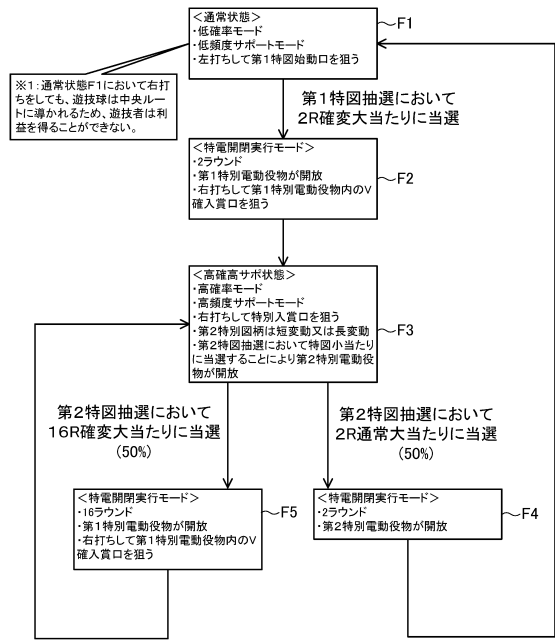 <通常状態>
・低確率モード
・低頻度サポートモード
・左打ちして第1特図始動口を狙う
F1
※1:通常状態F1において右打
ちをしても、遊技球は中央ルー
トに導かれるため、遊技者は利
益を得ることができない。
第1特図抽選において
2R確変大当たりに当選
<特電開閉実行モード>
・2ラウンド
・第1特別電動役物が開放
・右打ちして第1特別電動役物内のV
確入賞口を狙う
F2
<高確高サポ状態>
・高確率モード
・高頻度サポートモード
・右打ちして特別入賞口を狙う
・第2特別図柄は短変動又は長変動
・第2特図抽選において特図小当たり
に当選することにより第2特別電動役
物が開放
F3
第2特図抽選において
16R確変大当たりに当選
(50%)
第2特図抽選において
2R通常大当たりに当選
(50%)
<特電開閉実行モード>
・16ラウンド
・第1特別電動役物が開放
・右打ちして第1特別電動役物内のV
確入賞口を狙う
F5
<特電開閉実行モード>
・2ラウンド
・第2特別電動役物が開放
F4